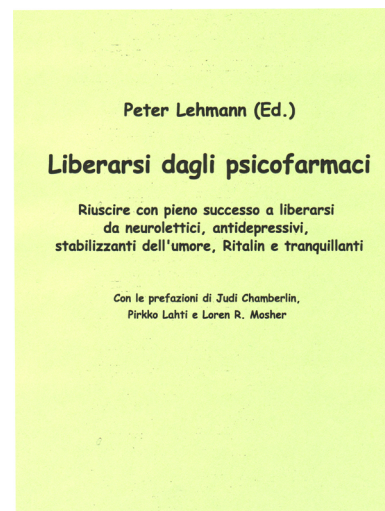 Peter Lehmann (Ed.)
Liberarsi dagli psicofarmaci
Riuscire con pieno successo a liberarsi
da neurolettici, antidepressivi,
stabilizzanti dell'umore, Ritalin e tranquillanti
Con le prefazioni di Judi Chamberlin,
Pirkko Lahti e Loren R. Mosher